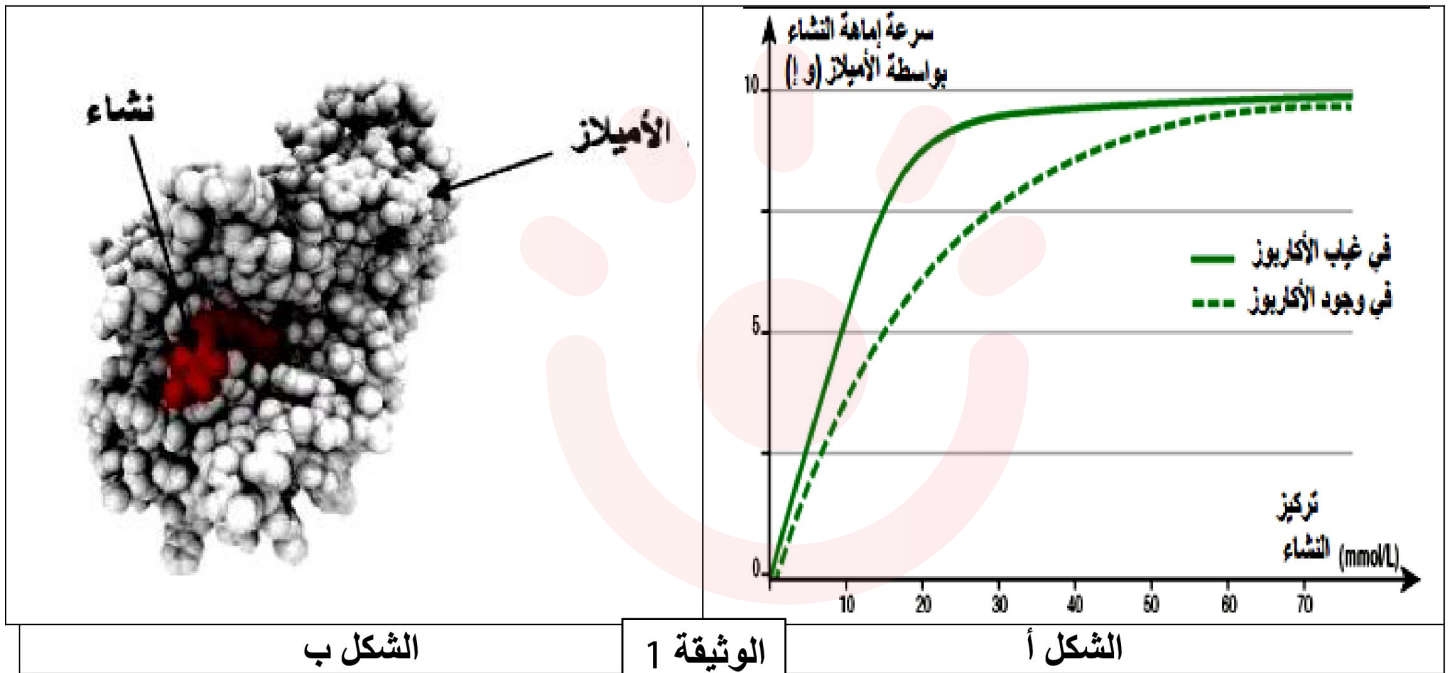 سرعة إماهة النشاء
بواسطة الأميلاز (و إ)
10
5
0
في غياب الأكاربوز
في وجود الأكاربوز
تركيز
النشاء (mmol/L)
10 20 30 40 50 60 70
نشاء
الأميلاز
الشكل أ
الوثيقة 1
الشكل ب